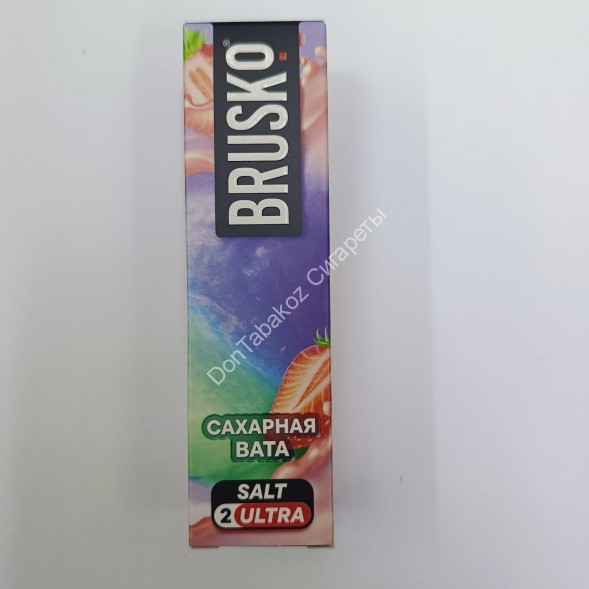 BRUSKO®
DonTabakoz Сигареты
САХАРНАЯ
ВАТА
SALT
2 ULTRA